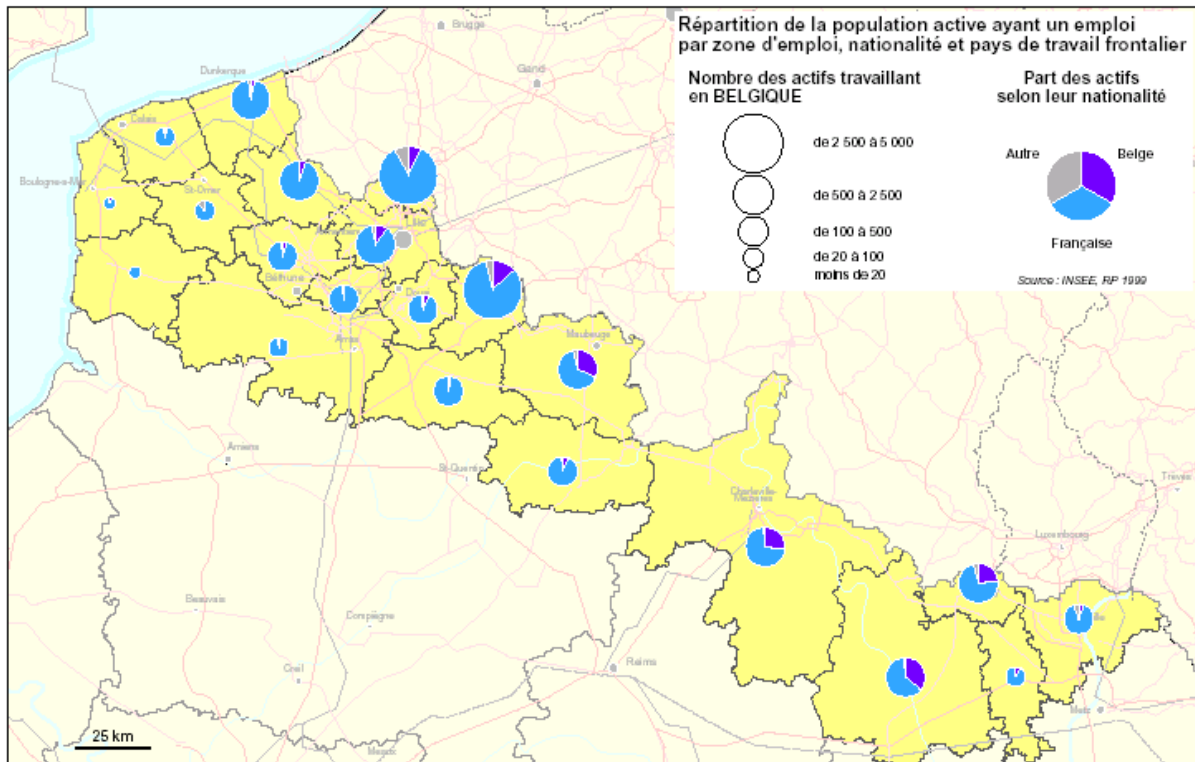 Répartition de la population active ayant un emploi
par zone d'emploi, nationalité et pays de travail frontalier
Nombre des actifs travaillant
en BELGIQUE
de 2 500 à 5 000
de 500 à 2 500
de 100 à 500
de 20 à 100
moins de 20
Part des actifs
selon leur nationalité
Autre
Belge
Française
Source : INSEE, RP 1999
Brugge
Gand
Dunkerque
Calais
Boulogne-s-Mer
St-Omer
Lille
Béthune
Douai
Arras
Maubeuge
Amiens
St-Quentin
Charleville-
Mézières
Trèves
Luxembourg
Beauvais
Compiègne
Creil
Reims
Metz
Meaux
25 km